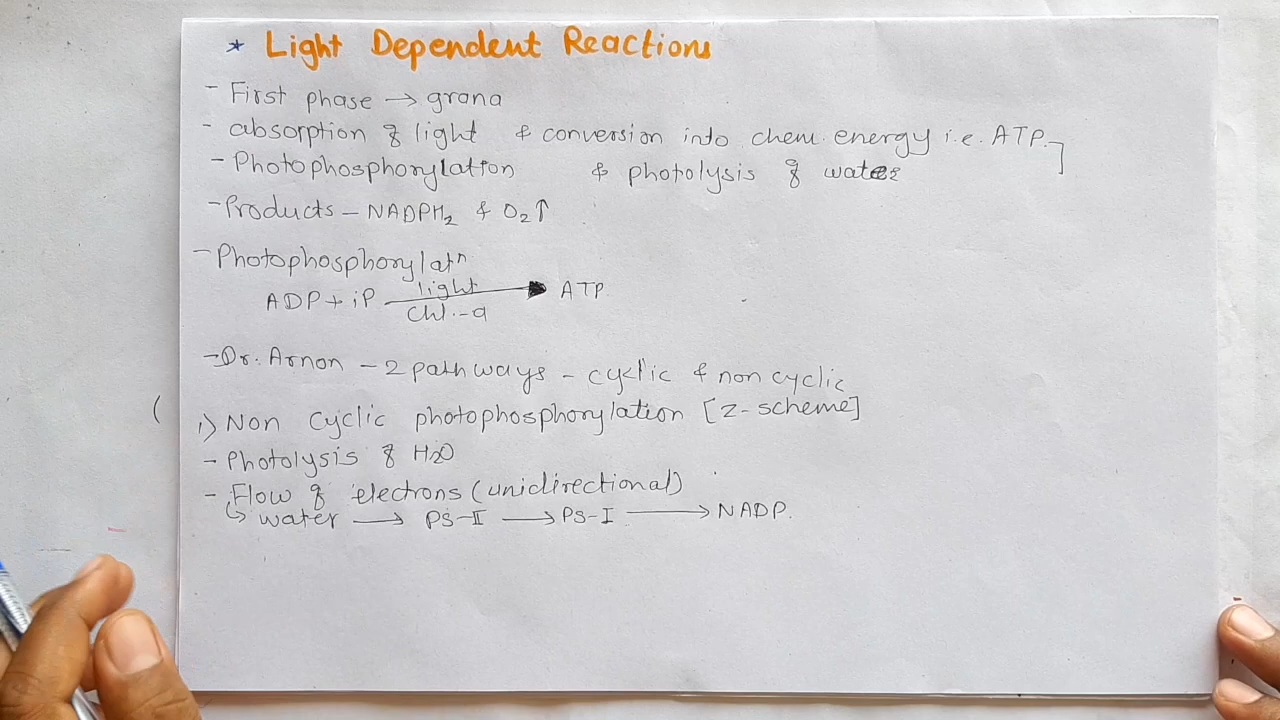 * Light Dependent Reactions
- First phase → grana
- absorption of light & conversion into chem. energy i.e. ATP.
- Photophosphorylation & photolysis of water
- Products - NADPH₂ & O₂↑
- Photophosphorylatⁿ
ADP + iP light → ATP
chl.-a
- Dr. Arnon - 2 pathways - cyclic & non cyclic
i) Non Cyclic photophosphorylation [Z-scheme]
- Photolysis of H₂O
- Flow of electrons (unidirectional)
↳ water → PS-II → PS-I → NADP.